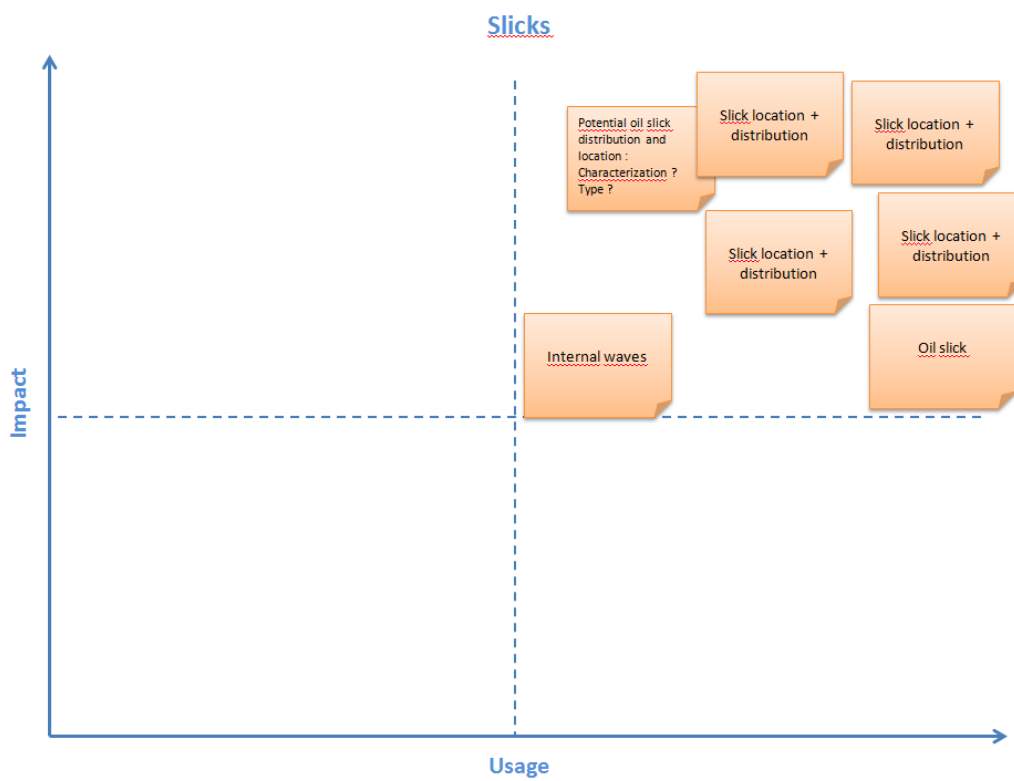 Slicks
Potential oil slick
distribution and
location :
Characterization ?
Type ?
Slick location +
distribution
Slick location +
distribution
Slick location +
distribution
Slick location +
distribution
Internal waves
Oil slick
Impact
Usage